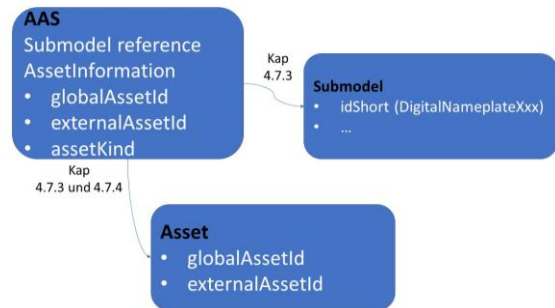 AAS
Submodel reference
AssetInformation
• globalAssetId
• externalAssetId
• assetKind
Kap
4.7.3
Submodel
• idShort (DigitalNameplateXxx)
• ...
Kap
4.7.3 und 4.7.4
Asset
• globalAssetId
• externalAssetId